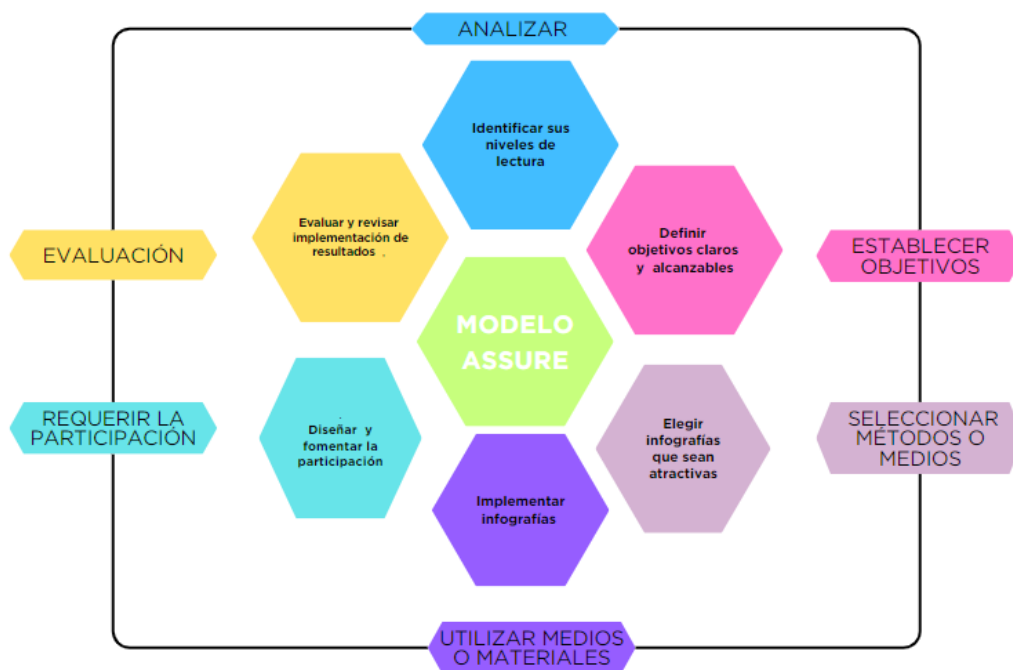 ANALIZAR
Identificar sus
niveles de
lectura
Evaluar y revisar
implementación de
resultados .
Definir
objetivos claros
y alcanzables
EVALUACIÓN
ESTABLECER
OBJETIVOS
MODELO
ASSURE
REQUERIR LA
PARTICIPACIÓN
.
Diseñar y
fomentar la
participación
Elegir
infografías
que sean
atractivas
SELECCIONAR
MÉTODOS O
MEDIOS
Implementar
infografías
UTILIZAR MEDIOS
O MATERIALES